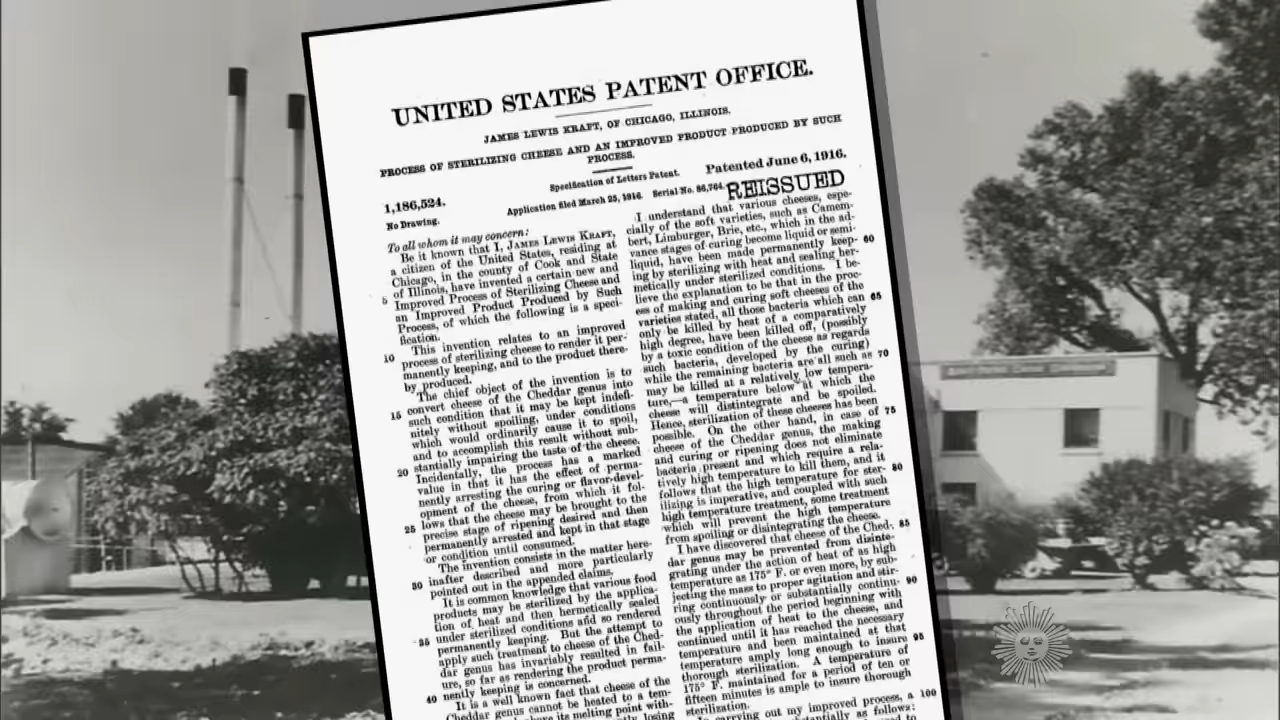 UNITED STATES PATENT OFFICE.
JAMES LEWIS KRAFT, OF CHICAGO, ILLINOIS.
PROCESS OF STERILIZING CHEESE AND AN IMPROVED PRODUCT PRODUCED BY SUCH
PROCESS.
1,186,524.
Specification of Letters Patent.
Patented June 6, 1916.
Application filed March 25, 1916. Serial No. 86,764.
REISSUED
No Drawing.
To all whom it may concern:
Be it known that I, JAMES LEWIS KRAFT,
a citizen of the United States, residing at
Chicago, in the county of Cook and State
of Illinois, have invented a certain new and
5 Improved Process of Sterilizing Cheese and
an Improved Product Produced by Such
Process, of which the following is a speci-
fication.
This invention relates to an improved
10 process of sterilizing cheese to render it per-
manently keeping, and to the product there-
by produced.
The chief object of the invention is to
convert cheese of the Cheddar genus into
15 such condition that it may be kept indefi-
nitely without spoiling, under conditions
which would ordinarily cause it to spoil,
and to accomplish this result without sub-
stantially impairing the taste of the cheese.
20 Incidentally, the process has a marked
value in that it has the effect of perma-
nently arresting the curing or flavor-devel-
opment of the cheese, from which it fol-
lows that the cheese may be brought to the
25 precise stage of ripening desired and then
permanently arrested and kept in that stage
or condition until consumed.
The invention consists in the matter here-
inafter described and more particularly
30 pointed out in the appended claims.
It is common knowledge that various food
products may be sterilized by the applica-
tion of heat and then hermetically sealed
under sterilized conditions and so rendered
35 permanently keeping. But the attempt to
apply such treatment to cheese of the Ched-
dar genus has invariably resulted in fail-
ure, so far as rendering the product perma-
nently keeping is concerned.
40 It is a well known fact that cheese of the
Cheddar genus cannot be heated to a tem-
above its melting point with-
losing
I understand that various cheeses, espe-
cially of the soft varieties, such as Camem-
bert, Limburger, Brie, etc., which in the ad-
vance stages of curing become liquid or semi- 60
liquid, have been made permanently keep-
ing by sterilizing with heat and sealing her-
metically under sterilized conditions. I be-
lieve the explanation to be that in the proc-
ess of making and curing soft cheeses of the 65
varieties stated, all those bacteria which can
only be killed by heat of a comparatively
high degree, have been killed off, (possibly
by a toxic condition of the cheese as regards
such bacteria, developed by the curing) 70
while the remaining bacteria are all such as
may be killed at a relatively low tempera-
ture,—a temperature below at which the
cheese will distintegrate and be spoiled.
Hence, sterilization of these cheeses has been 75
possible. On the other hand, in case of
cheese of the Cheddar genus, the making
and curing or ripening does not eliminate
bacteria present and which require a rela-
tively high temperature to kill them, and it 80
follows that the high temperature for ster-
ilizing is imperative, and coupled with such
high temperature treatment, some treatment
which will prevent the high temperature
from spoiling or disintegrating the cheese. 85
I have discovered that cheese of the Ched-
dar genus may be prevented from disinte-
grating under the action of heat of as high
temperature as 175° F. or even more, by sub-
jecting the mass to proper agitation and stir- 90
ring continuously or substantially continu-
ously throughout the period beginning with
the application of heat to the cheese, and
continued until it has reached the necessary
temperature and been maintained at that 95
temperature amply long enough to insure
thorough sterilization. A temperature of
175° F. maintained for a period of ten or
fifteen minutes is ample to insure thorough
sterilization. 100
In carrying out my improved process, a
substantially as follows: